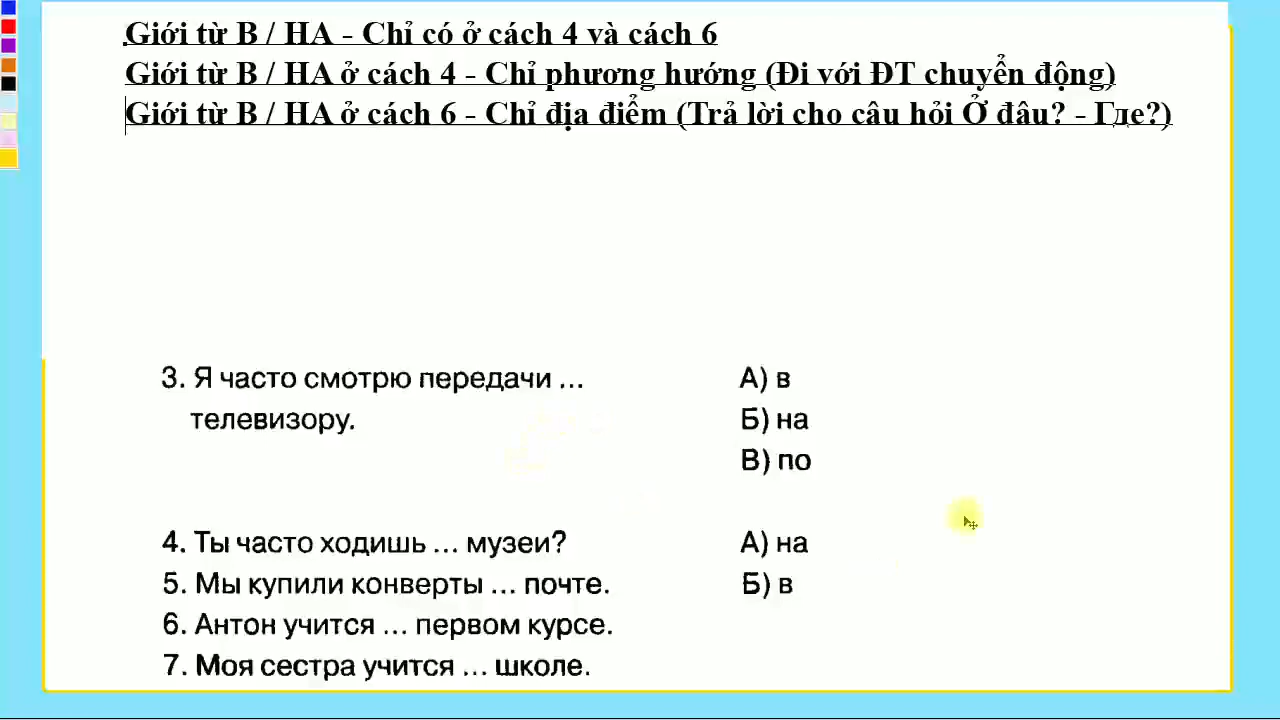 Giới từ В / НА - Chỉ có ở cách 4 và cách 6
Giới từ В / НА ở cách 4 - Chỉ phương hướng (Đi với ĐT chuyển động)
Giới từ В / НА ở cách 6 - Chỉ địa điểm (Trả lời cho câu hỏi Ở đâu? - Где?)
3. Я часто смотрю передачи ... А) в
телевизору. Б) на
В) по
4. Ты часто ходишь ... музеи? А) на
5. Мы купили конверты ... почте. Б) в
6. Антон учится ... первом курсе.
7. Моя сестра учится ... школе.